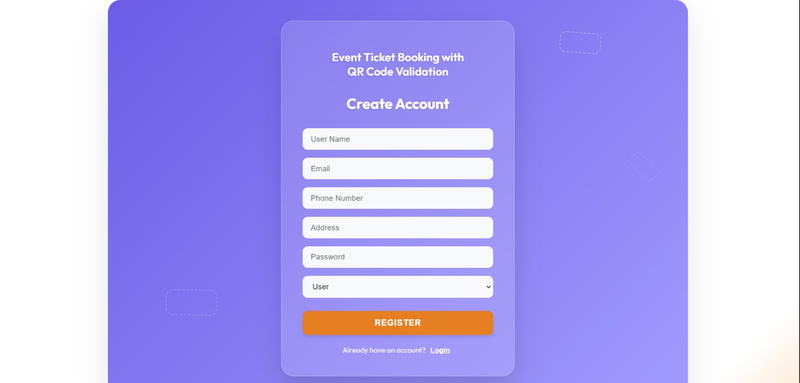 Event Ticket Booking with
QR Code Validation
Create Account
User Name
Email
Phone Number
Address
Password
User
REGISTER
Already have an account? Login